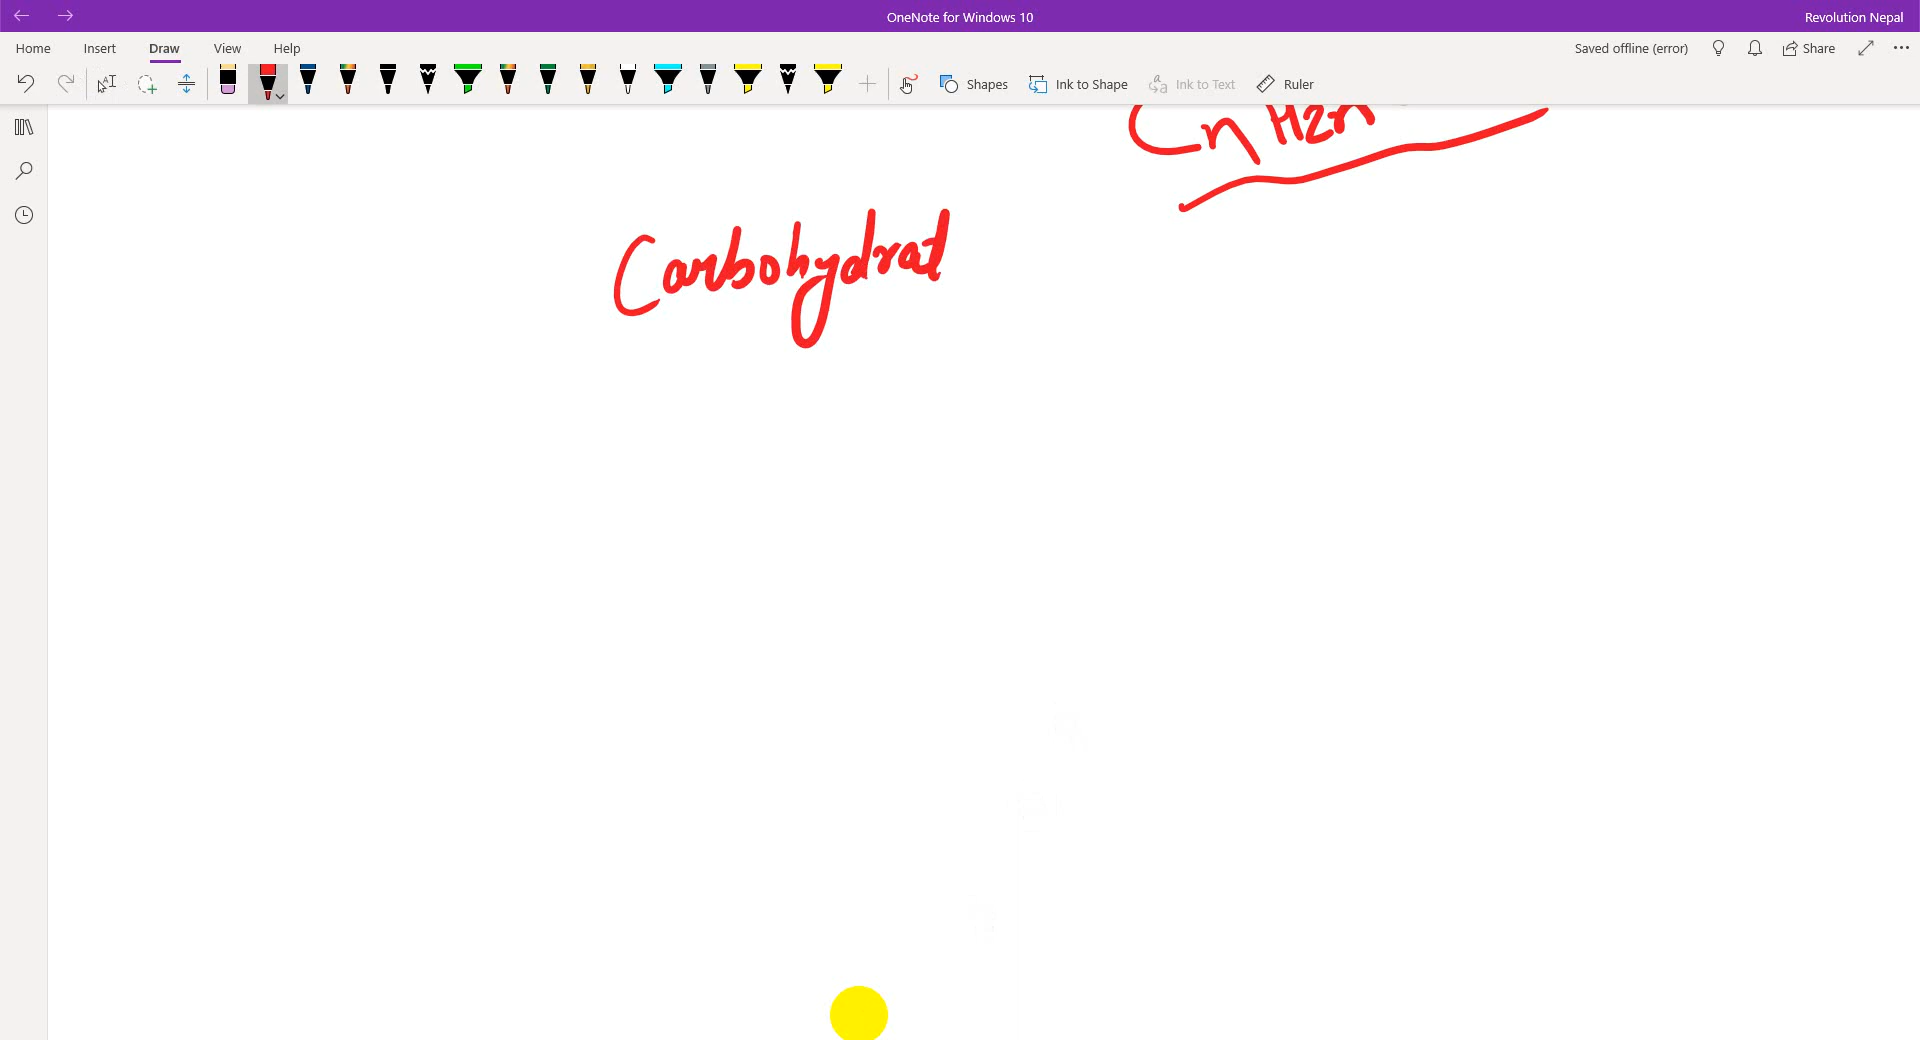 OneNote for Windows 10
Revolution Nepal
Home Insert Draw View Help
Saved offline (error) Share
Shapes Ink to Shape Ink to Text Ruler
CnH2n
Carbohydrat